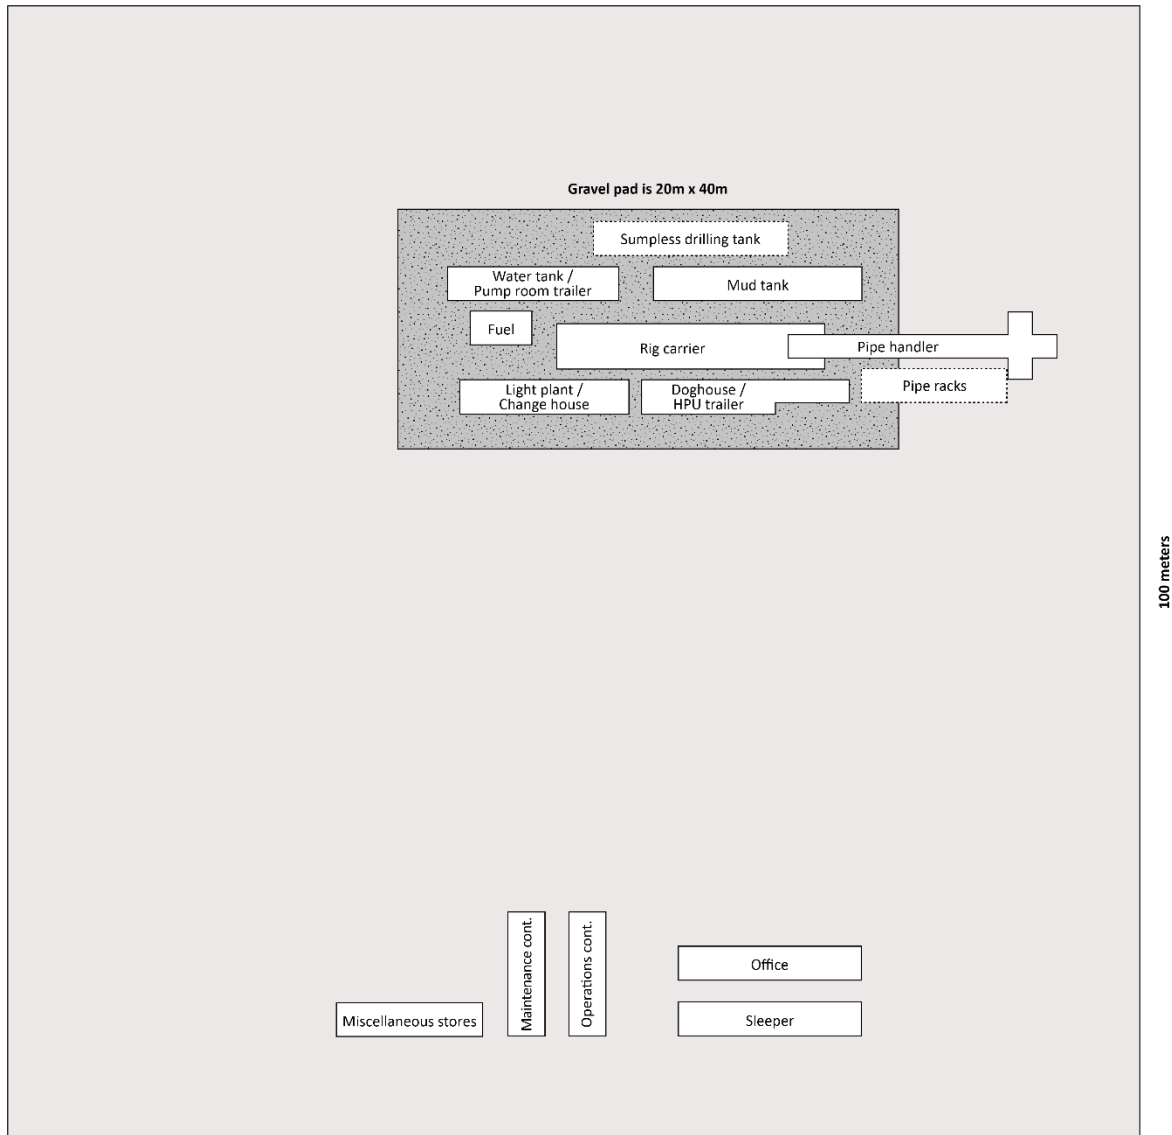 Gravel pad is 20m x 40m
Sumpless drilling tank
Water tank /
Pump room trailer
Mud tank
Fuel
Rig carrier
Pipe handler
Pipe racks
Light plant /
Change house
Doghouse /
HPU trailer
100 meters
Maintenance cont.
Operations cont.
Office
Miscellaneous stores
Sleeper